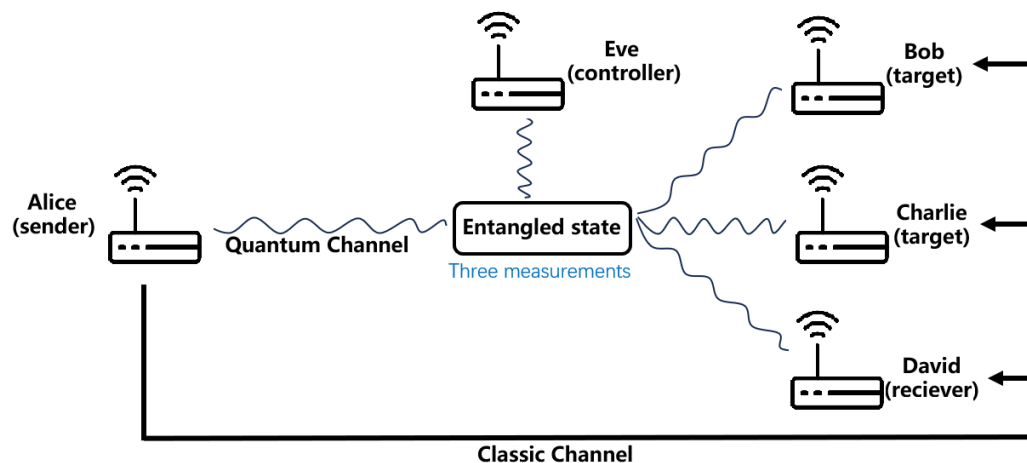 Eve
(controller)
Bob
(target)
Alice
(sender)
Quantum Channel
Entangled state
Three measurements
Charlie
(target)
David
(reciever)
Classic Channel